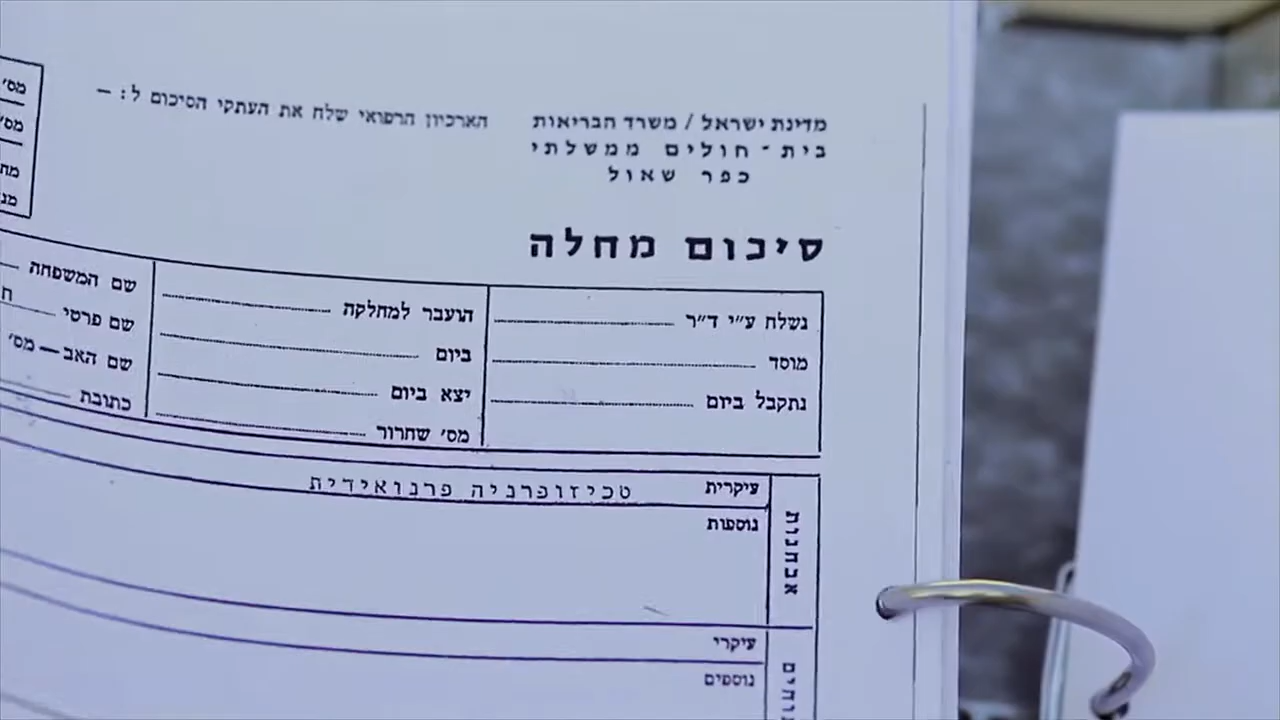 מדינת ישראל / משרד הבריאות
בית - חולים ממשלתי
כפר שאול
הארכיון הרפואי שלח את העתקי הסיכום ל: —
מס׳
מס׳
סיכום מחלה
נשלח ע״י ד״ר
מוסד
נתקבל ביום
הועבר למחלקה
ביום
יצא ביום
מס׳ שחרור
שם המשפחה
שם פרטי
שם האב — מס׳
כתובת
אבחנות
עיקרית טכיזופרניה פרנואידית
נוספות
עיקרי
נוספים